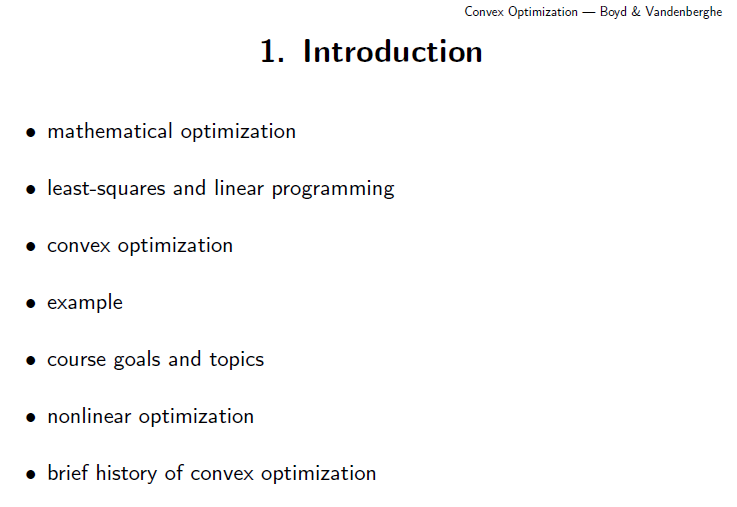 Convex Optimization — Boyd & Vandenberghe
1. Introduction
• mathematical optimization
• least-squares and linear programming
• convex optimization
• example
• course goals and topics
• nonlinear optimization
• brief history of convex optimization